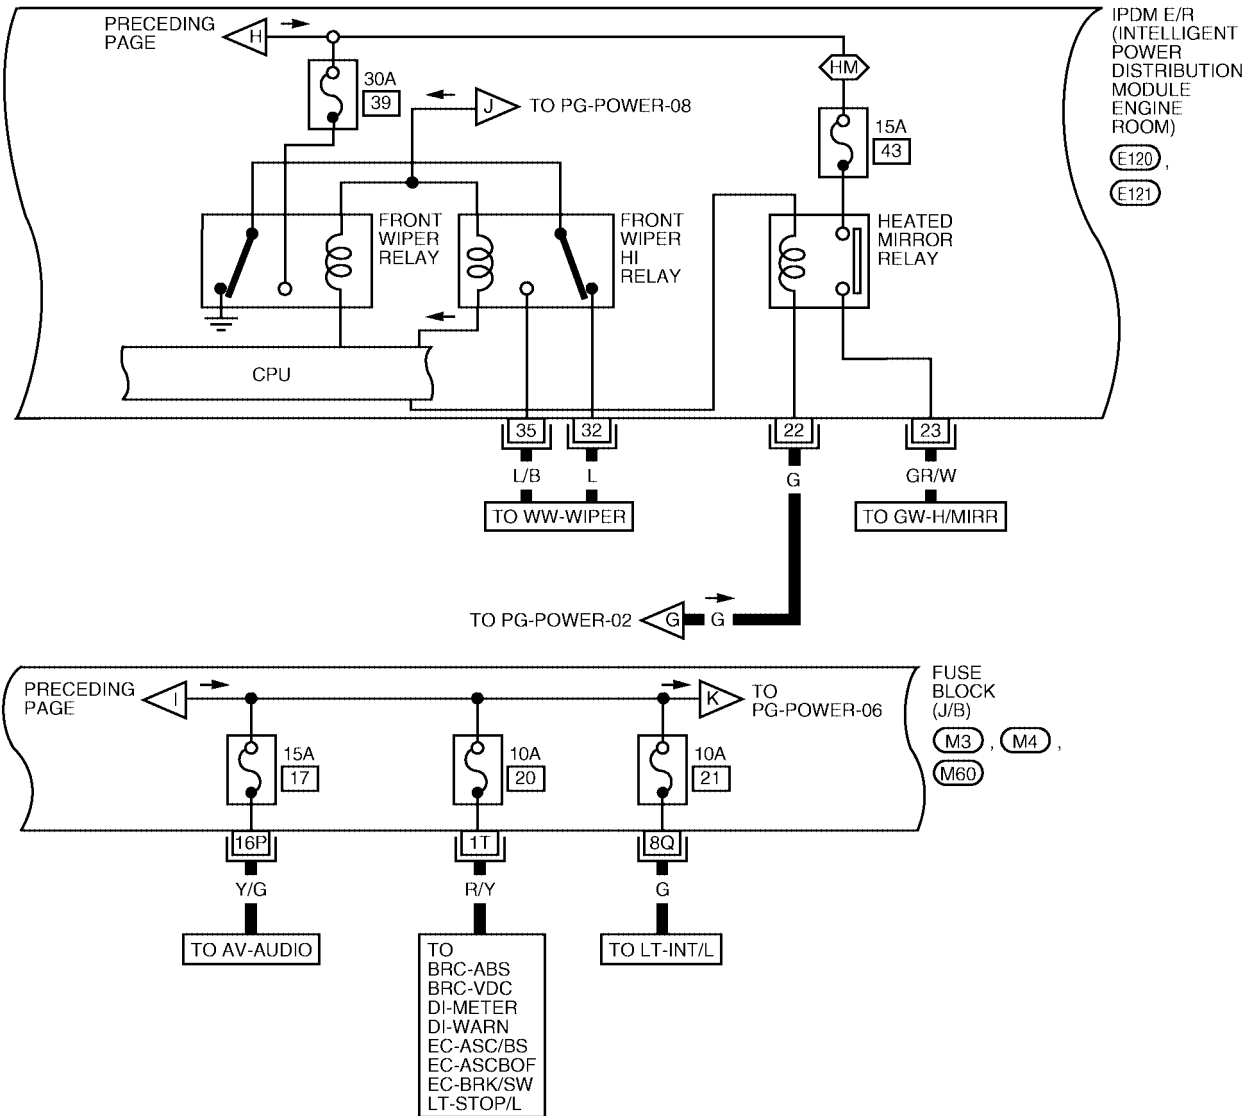 PRECEDING
PAGE
H
30A
39
J
TO PG-POWER-08
HM
15A
43
IPDM E/R
(INTELLIGENT
POWER
DISTRIBUTION
MODULE
ENGINE
ROOM)
E120 ,
E121
FRONT
WIPER
RELAY
FRONT
WIPER
HI
RELAY
HEATED
MIRROR
RELAY
CPU
35
32
22
23
L/B
L
G
GR/W
TO WW-WIPER
TO GW-H/MIRR
TO PG-POWER-02
G
G
PRECEDING
PAGE
I
K
TO
PG-POWER-06
FUSE
BLOCK
(J/B)
M3 , M4 ,
M60
15A
17
10A
20
10A
21
16P
1T
8Q
Y/G
R/Y
G
TO AV-AUDIO
TO
BRC-ABS
BRC-VDC
DI-METER
DI-WARN
EC-ASC/BS
EC-ASCBOF
EC-BRK/SW
LT-STOP/L
TO LT-INT/L